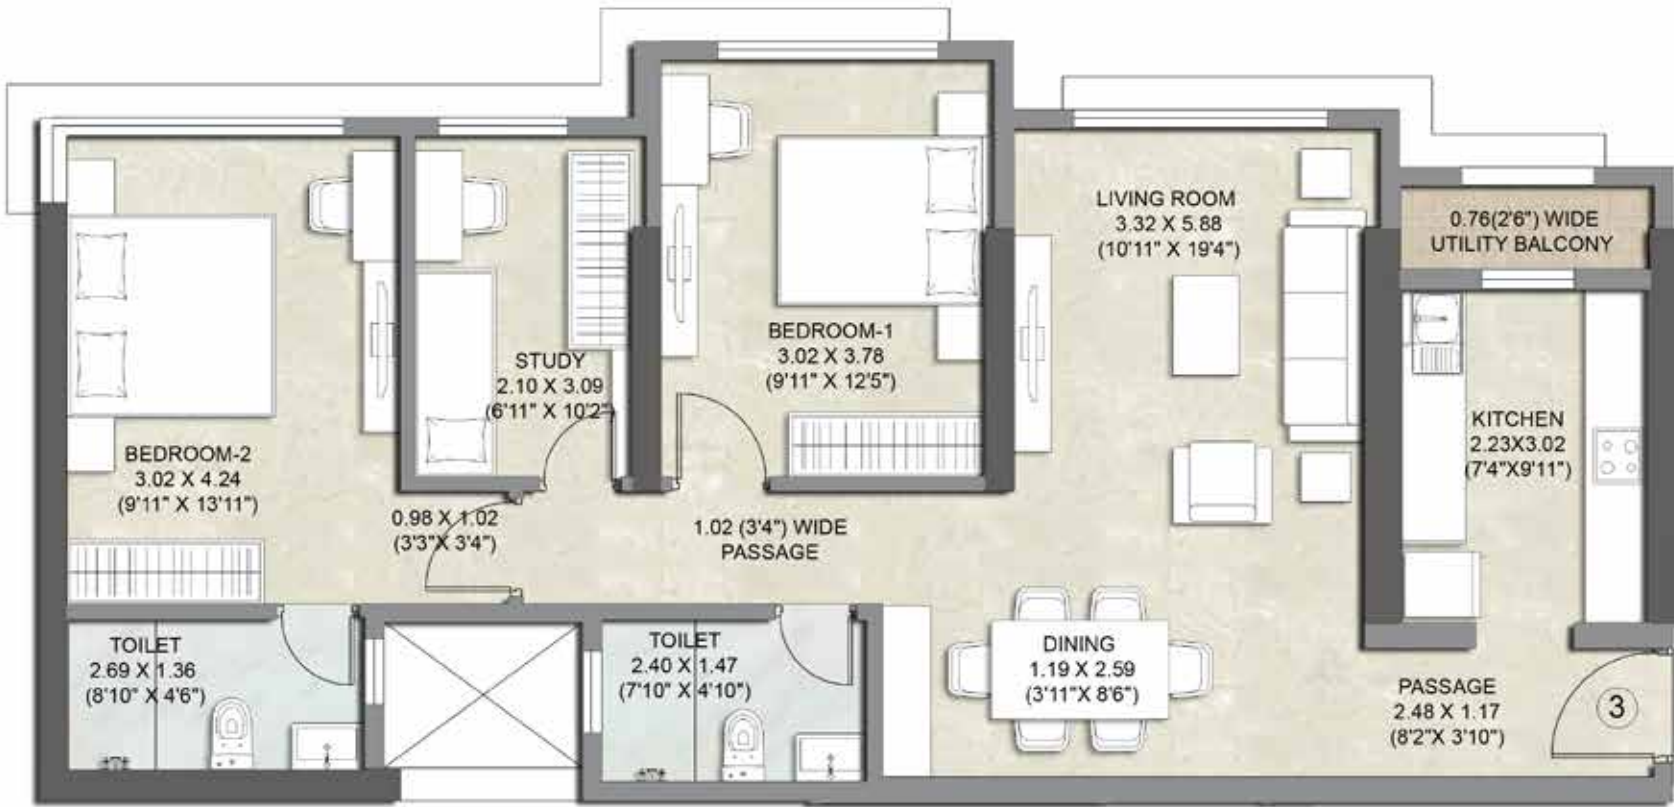 BEDROOM-2
3.02 X 4.24
(9'11" X 13'11")
STUDY
2.10 X 3.09
(6'11" X 10'2")
BEDROOM-1
3.02 X 3.78
(9'11" X 12'5")
LIVING ROOM
3.32 X 5.88
(10'11" X 19'4")
0.76(2'6") WIDE
UTILITY BALCONY
KITCHEN
2.23X3.02
(7'4"X9'11")
0.98 X 1.02
(3'3"X 3'4")
1.02 (3'4") WIDE
PASSAGE
TOILET
2.69 X 1.36
(8'10" X 4'6")
TOILET
2.40 X 1.47
(7'10" X 4'10")
DINING
1.19 X 2.59
(3'11"X 8'6")
PASSAGE
2.48 X 1.17
(8'2"X 3'10")
3